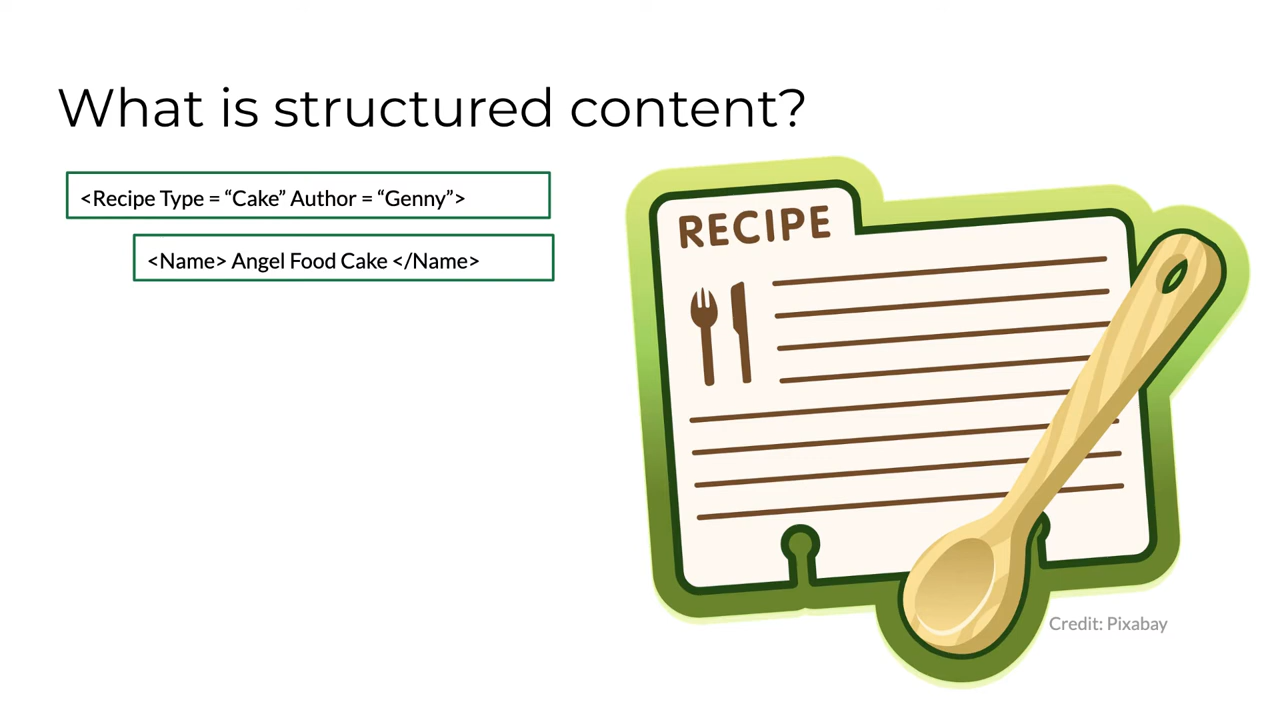 What is structured content?
<Recipe Type = “Cake” Author = “Genny”>
<Name> Angel Food Cake </Name>
RECIPE
Credit: Pixabay